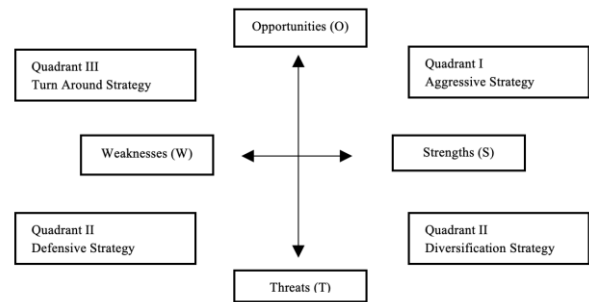 Opportunities (O)
Quadrant III
Turn Around Strategy
Quadrant I
Aggressive Strategy
Weaknesses (W)
Strengths (S)
Quadrant II
Defensive Strategy
Quadrant II
Diversification Strategy
Threats (T)